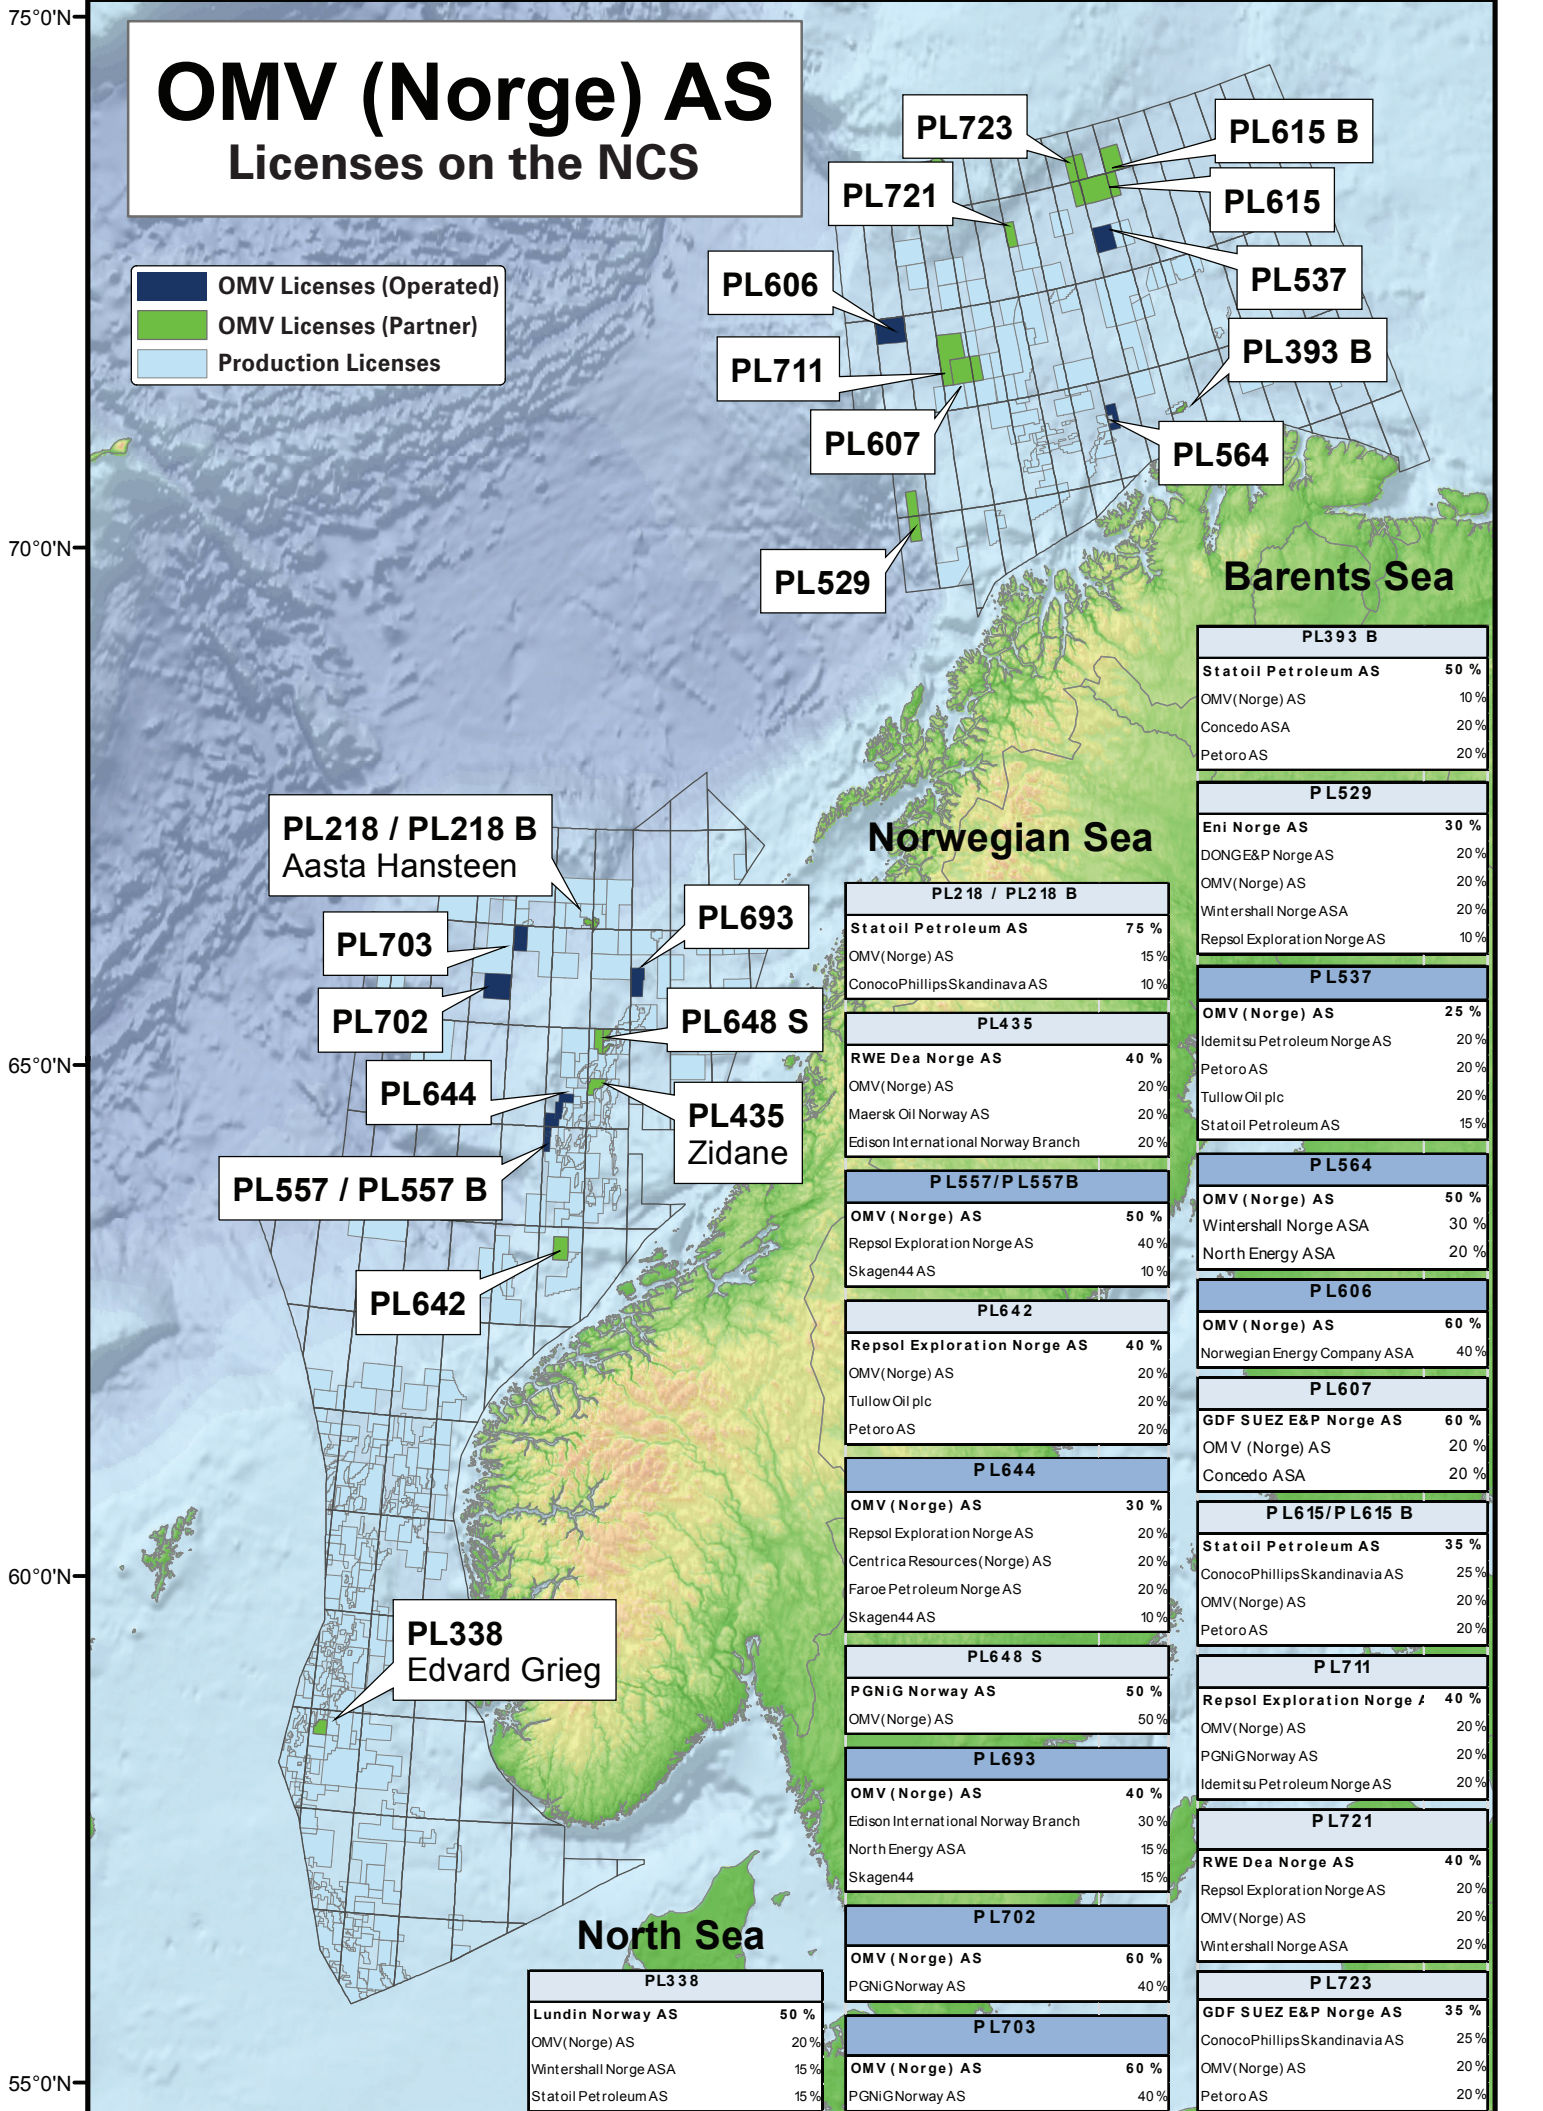 75°0'N
OMV (Norge) AS
Licenses on the NCS
OMV Licenses (Operated)
OMV Licenses (Partner)
Production Licenses
PL723
PL615 B
PL721
PL615
PL606
PL537
PL711
PL393 B
PL607
PL564
70°0'N
PL529
Barents Sea
PL218 / PL218 B
Aasta Hansteen
PL703
PL693
PL702
PL648 S
65°0'N
PL644
PL435
Zidane
PL557 / PL557 B
PL642
60°0'N
PL338
Edvard Grieg
55°0'N
Norwegian Sea
North Sea
PL338
Lundin Norway AS 50 %
OMV(Norge) AS 20 %
Wintershall Norge ASA 15 %
Statoil Petroleum AS 15 %
PL218 / PL218 B
Statoil Petroleum AS 75 %
OMV(Norge) AS 15 %
ConocoPhillips Skandinava AS 10 %
PL435
RWE Dea Norge AS 40 %
OMV(Norge) AS 20 %
Maersk Oil Norway AS 20 %
Edison International Norway Branch 20 %
PL557/PL557B
OMV (Norge) AS 50 %
Repsol Exploration Norge AS 40 %
Skagen44 AS 10 %
PL642
Repsol Exploration Norge AS 40 %
OMV(Norge) AS 20 %
Tullow Oil plc 20 %
Petoro AS 20 %
PL644
OMV (Norge) AS 30 %
Repsol Exploration Norge AS 20 %
Centrica Resources (Norge) AS 20 %
Faroe Petroleum Norge AS 20 %
Skagen44 AS 10 %
PL648 S
PGNiG Norway AS 50 %
OMV(Norge) AS 50 %
PL693
OMV (Norge) AS 40 %
Edison International Norway Branch 30 %
North Energy ASA 15 %
Skagen44 15 %
PL702
OMV (Norge) AS 60 %
PGNiG Norway AS 40 %
PL703
OMV (Norge) AS 60 %
PGNiG Norway AS 40 %
PL393 B
Statoil Petroleum AS 50 %
OMV(Norge) AS 10 %
Concedo ASA 20 %
Petoro AS 20 %
PL529
Eni Norge AS 30 %
DONG E&P Norge AS 20 %
OMV(Norge) AS 20 %
Wintershall Norge ASA 20 %
Repsol Exploration Norge AS 10 %
PL537
OMV (Norge) AS 25 %
Idemitsu Petroleum Norge AS 20 %
Petoro AS 20 %
Tullow Oil plc 20 %
Statoil Petroleum AS 15 %
PL564
OMV (Norge) AS 50 %
Wintershall Norge ASA 30 %
North Energy ASA 20 %
PL606
OMV (Norge) AS 60 %
Norwegian Energy Company ASA 40 %
PL607
GDF SUEZ E&P Norge AS 60 %
OMV (Norge) AS 20 %
Concedo ASA 20 %
PL615/PL615 B
Statoil Petroleum AS 35 %
ConocoPhillips Skandinavia AS 25 %
OMV(Norge) AS 20 %
Petoro AS 20 %
PL711
Repsol Exploration Norge A 40 %
OMV(Norge) AS 20 %
PGNiG Norway AS 20 %
Idemitsu Petroleum Norge AS 20 %
PL721
RWE Dea Norge AS 40 %
Repsol Exploration Norge AS 20 %
OMV(Norge) AS 20 %
Wintershall Norge ASA 20 %
PL723
GDF SUEZ E&P Norge AS 35 %
ConocoPhillips Skandinavia AS 25 %
OMV(Norge) AS 20 %
Petoro AS 20 %